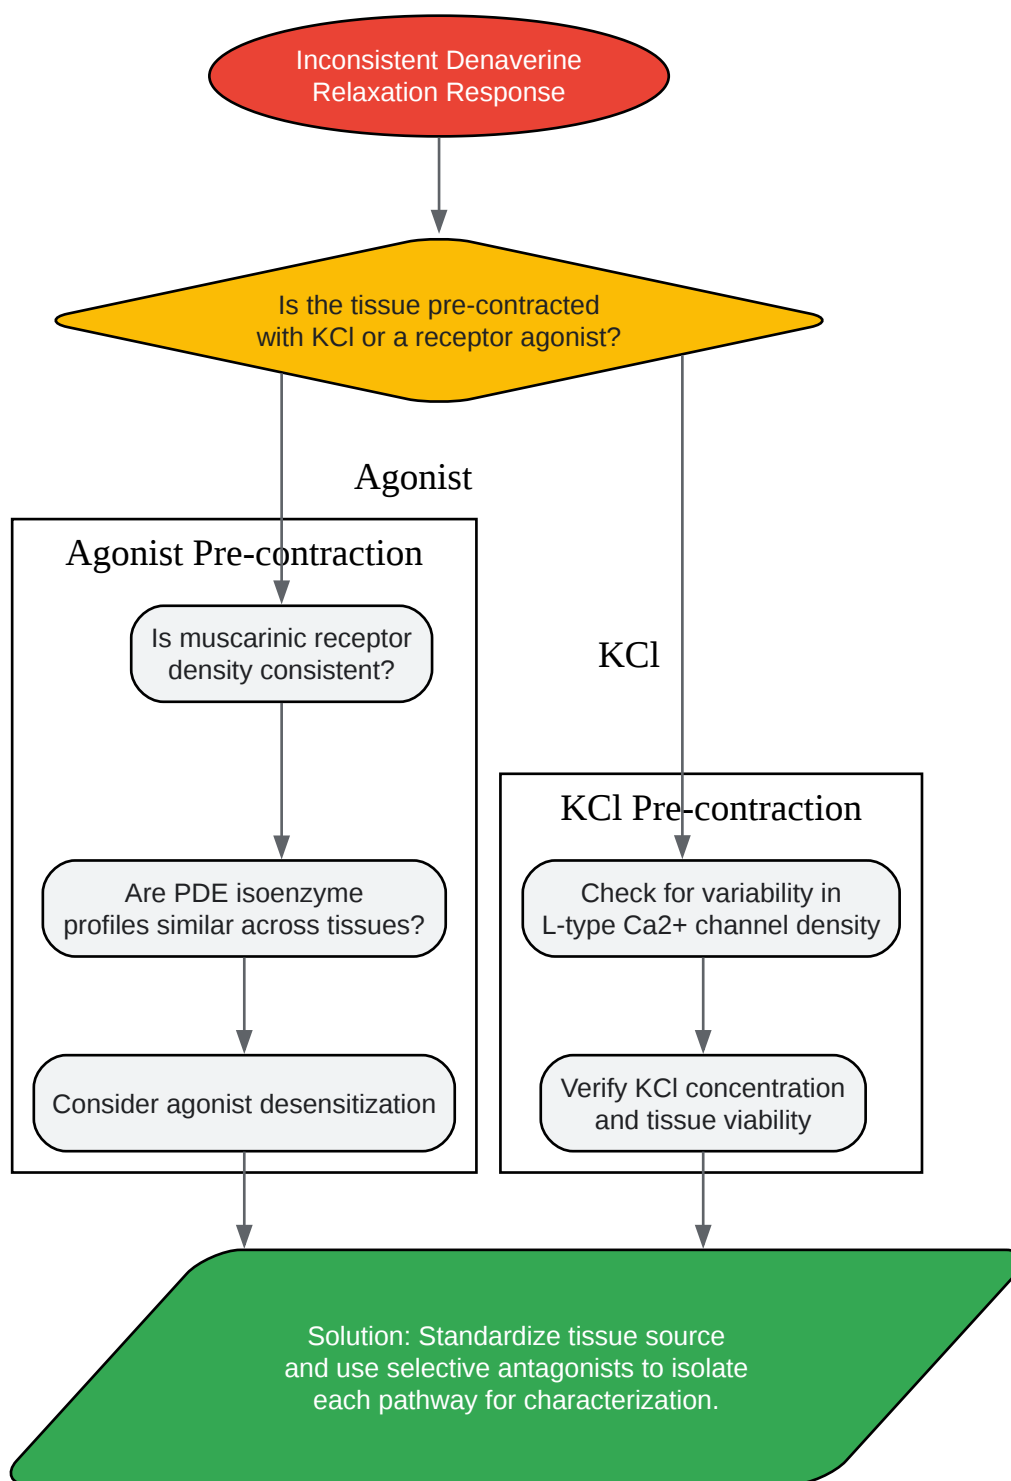 Inconsistent Denaverine
Relaxation Response
Is the tissue pre-contracted
with KCl or a receptor agonist?
Agonist
Agonist Pre-contraction
Is muscarinic receptor
density consistent?
Are PDE isoenzyme
profiles similar across tissues?
Consider agonist desensitization
KCl
KCl Pre-contraction
Check for variability in
L-type Ca2+ channel density
Verify KCl concentration
and tissue viability
Solution: Standardize tissue source
and use selective antagonists to isolate
each pathway for characterization.